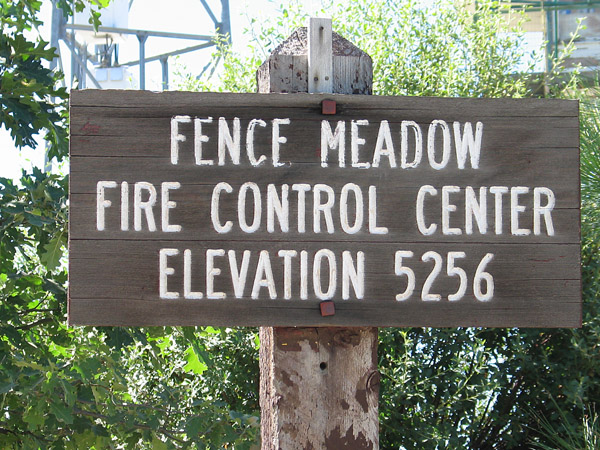 FENCE MEADOW
FIRE CONTROL CENTER
ELEVATION 5256